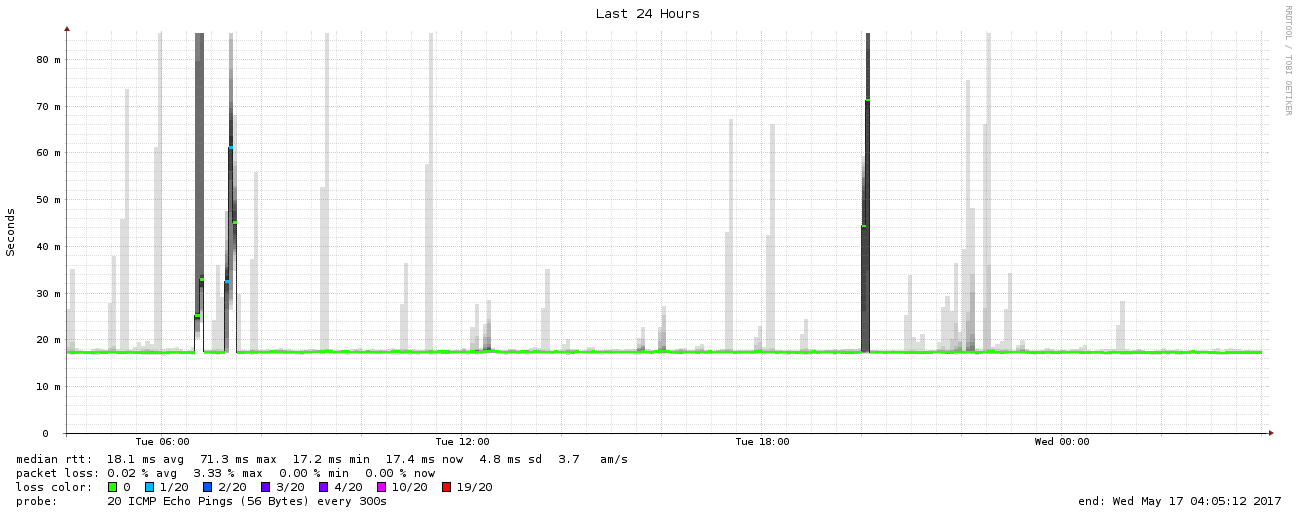 Last 24 Hours
RRDTOOL / TOBI OETIKER
Seconds
80 m
70 m
60 m
50 m
40 m
30 m
20 m
10 m
0
Tue 06:00 Tue 12:00 Tue 18:00 Wed 00:00
median rtt: 18.1 ms avg 71.3 ms max 17.2 ms min 17.4 ms now 4.8 ms sd 3.7 am/s
packet loss: 0.02 % avg 3.33 % max 0.00 % min 0.00 % now
loss color: 0 1/20 2/20 3/20 4/20 10/20 19/20
probe: 20 ICMP Echo Pings (56 Bytes) every 300s end: Wed May 17 04:05:12 2017